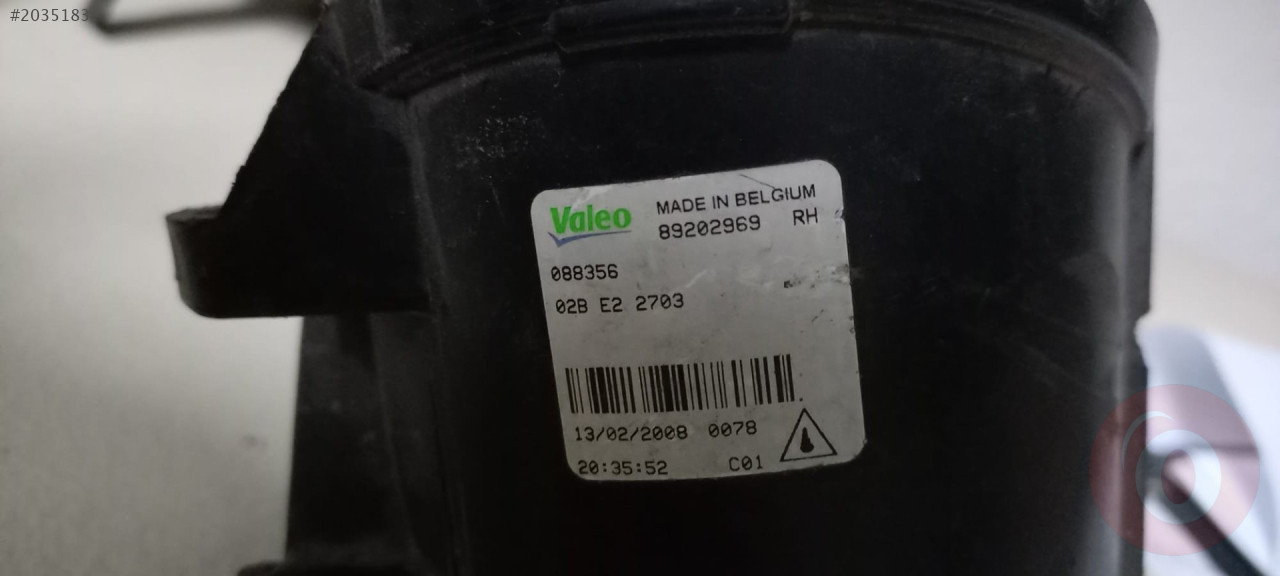 #2035183
Valeo
MADE IN BELGIUM
89202969 RH
088356
02B E2 2703
13/02/2008 0078
20:35:52 C01